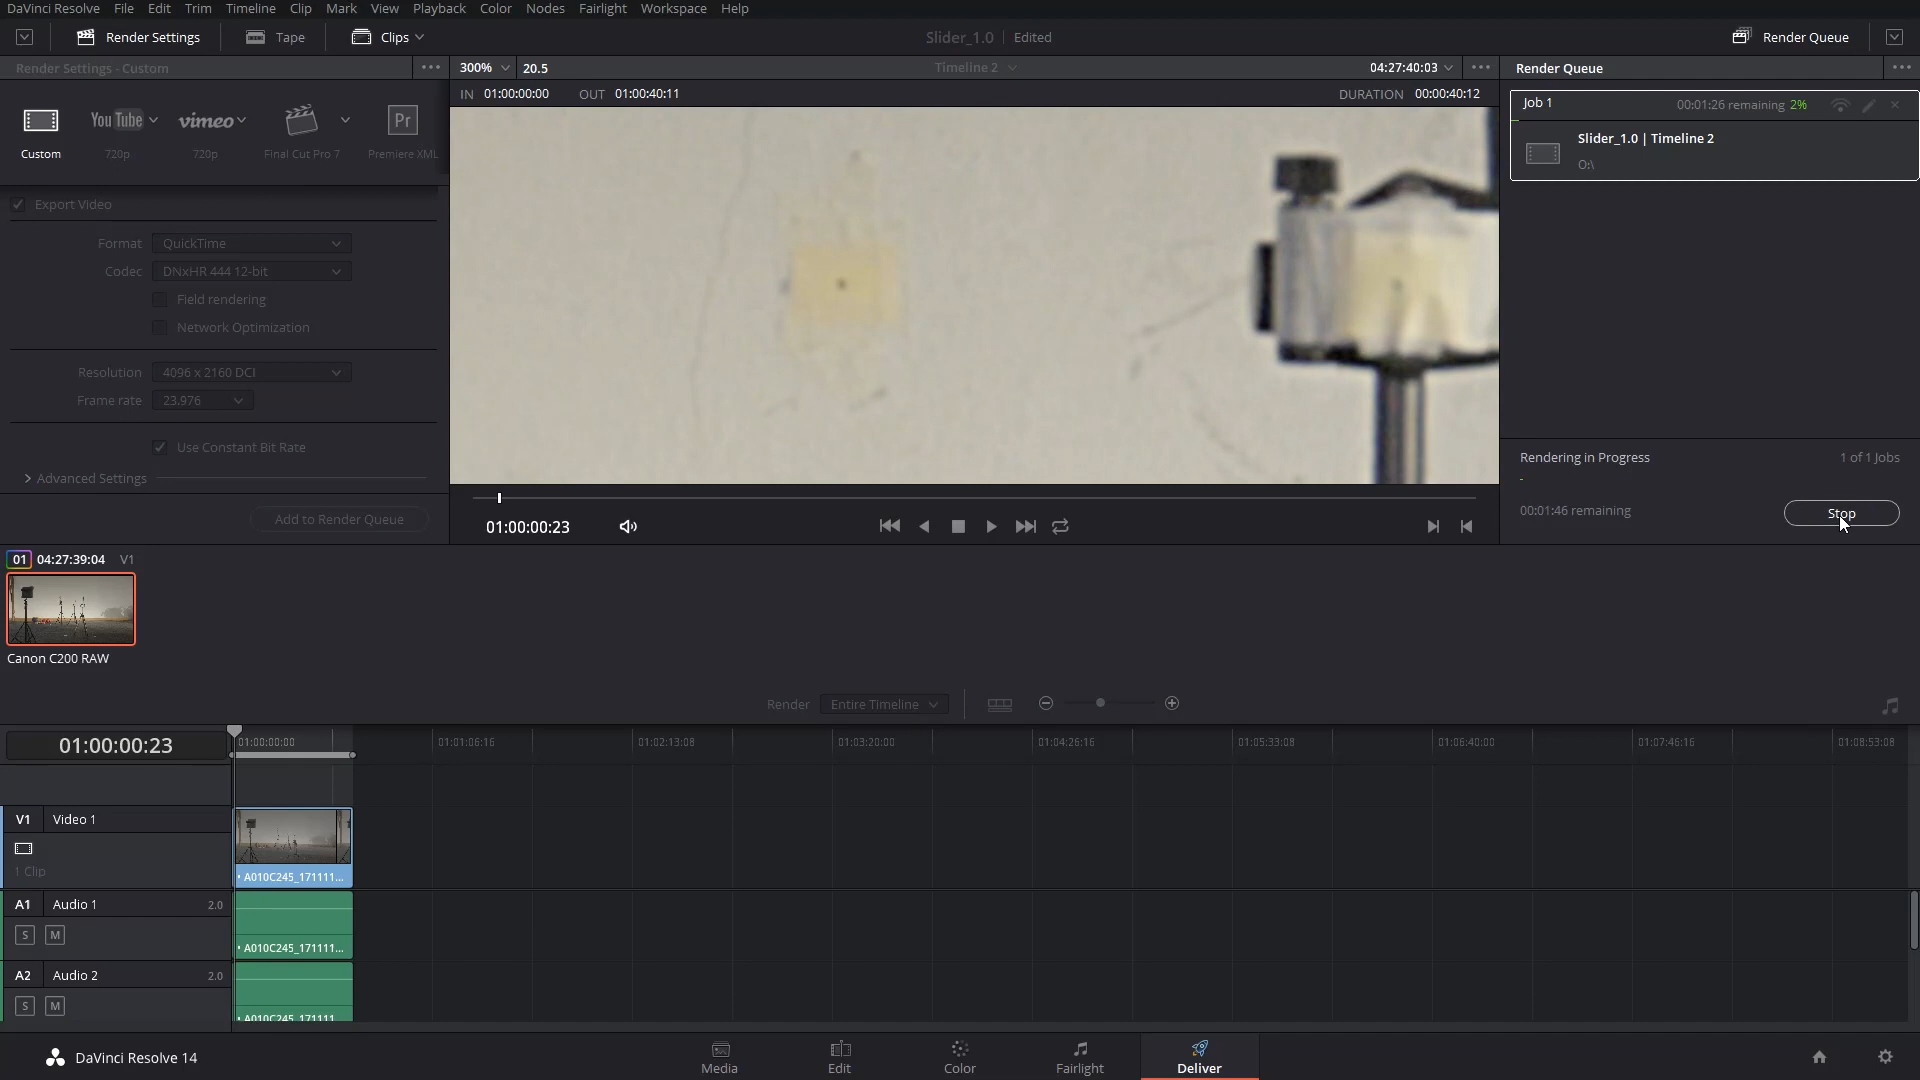 DaVinci Resolve File Edit Trim Timeline Clip Mark View Playback Color Nodes Fairlight Workspace Help
Render Settings Tape Clips Slider_1.0 Edited Render Queue
Render Settings - Custom 300% 20.5 Timeline 2 04:27:40:03 Render Queue
IN 01:00:00:00 OUT 01:00:40:11 DURATION 00:00:40:12
Job 1 00:01:26 remaining 2%
Slider_1.0 | Timeline 2
O:\
YouTube vimeo Pr
Custom 720p 720p Final Cut Pro 7 Premiere XML
Export Video
Format QuickTime
Codec DNxHR 444 12-bit
Field rendering
Network Optimization
Resolution 4096 x 2160 DCI
Frame rate 23.976
Use Constant Bit Rate
Advanced Settings
Add to Render Queue
Rendering in Progress 1 of 1 Jobs
-
00:01:46 remaining Stop
01:00:00:23
01 04:27:39:04 V1
Canon C200 RAW
Render Entire Timeline
01:00:00:23 01:00:00:00 01:01:06:16 01:02:13:08 01:03:20:00 01:04:26:16 01:05:33:08 01:06:40:00 01:07:46:16 01:08:53:08
V1 Video 1
1 Clip
• A010C245_171111...
A1 Audio 1 2.0
S M
• A010C245_171111...
A2 Audio 2 2.0
S M
• A010C245_171111
DaVinci Resolve 14 Media Edit Color Fairlight Deliver